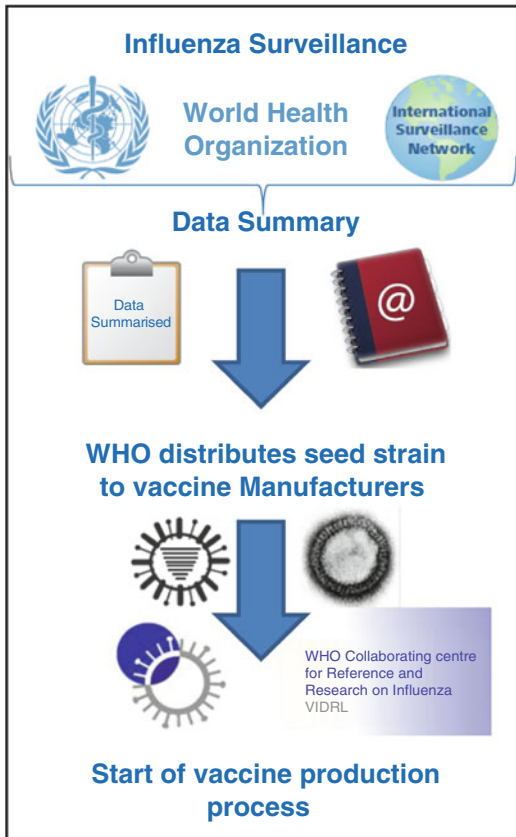 Influenza Surveillance
World Health
Organization
International
Surveillance
Network
Data Summary
Data
Summarised
@
WHO distributes seed strain
to vaccine Manufacturers
WHO Collaborating centre
for Reference and
Research on Influenza
VIDRL
Start of vaccine production
process